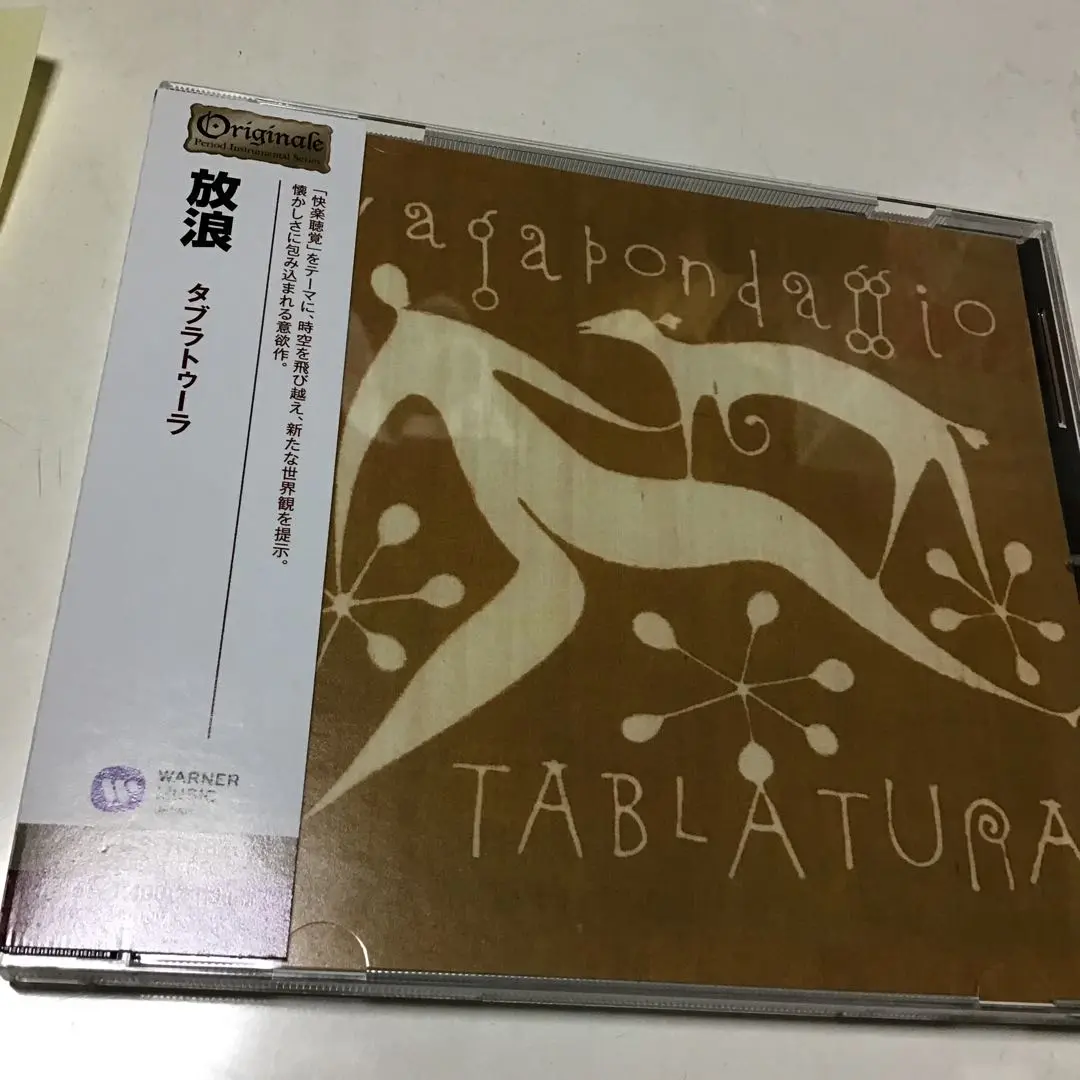 Originale
Period Instrumental Series
放浪
タブラトゥーラ
「快楽聴覚」をテーマに、時空を飛び越え、新たな世界観を提示。
懐かしさに包み込まれる意欲作。
WARNER
MUSIC
JAPAN
Vagabondaggio
TABLATURA